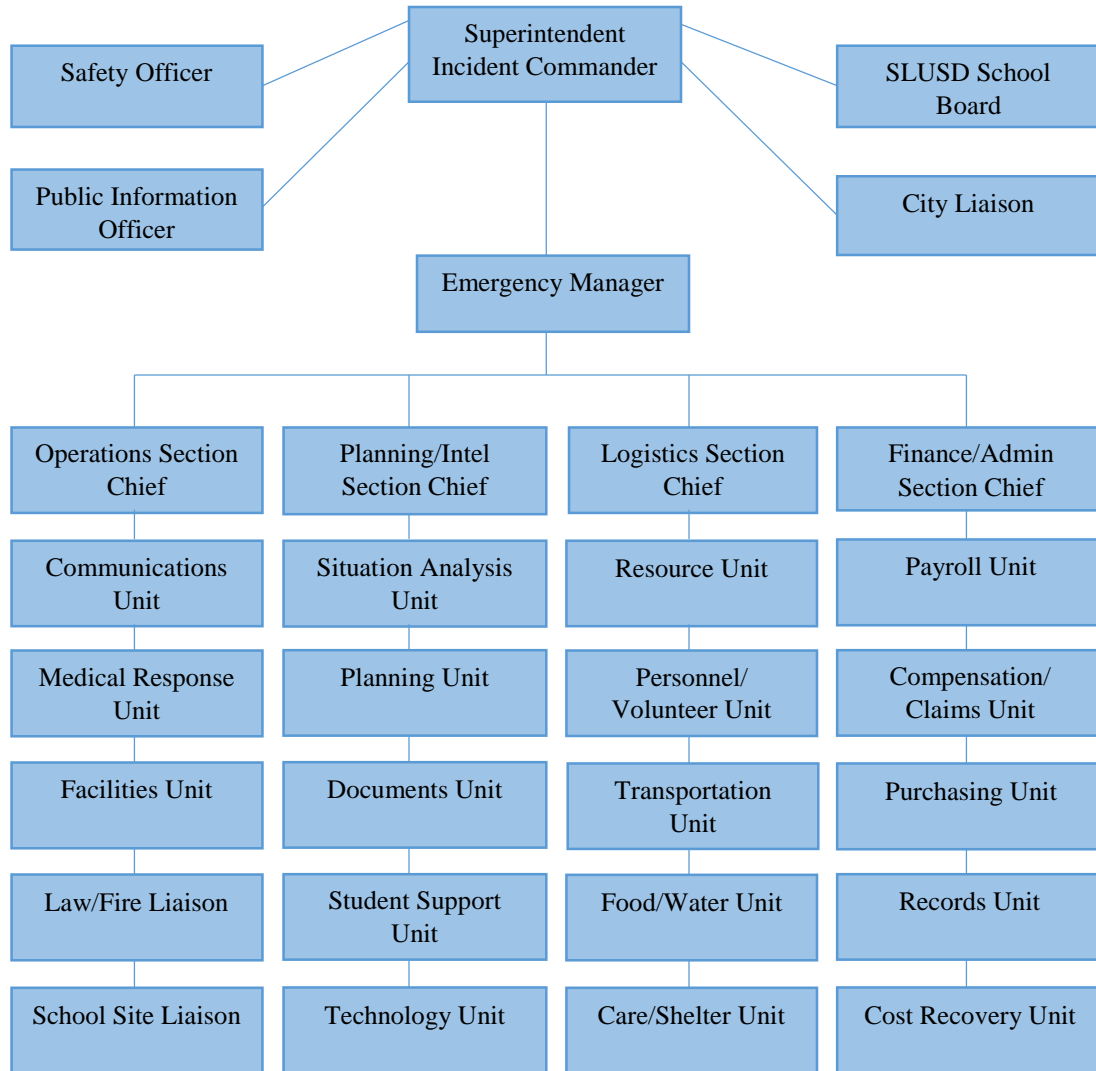 Superintendent
Incident Commander
Safety Officer
SLUSD School
Board
Public Information
Officer
City Liaison
Emergency Manager
Operations Section
Chief
Planning/Intel
Section Chief
Logistics Section
Chief
Finance/Admin
Section Chief
Communications
Unit
Situation Analysis
Unit
Resource Unit
Payroll Unit
Medical Response
Unit
Planning Unit
Personnel/
Volunteer Unit
Compensation/
Claims Unit
Facilities Unit
Documents Unit
Transportation
Unit
Purchasing Unit
Law/Fire Liaison
Student Support
Unit
Food/Water Unit
Records Unit
School Site Liaison
Technology Unit
Care/Shelter Unit
Cost Recovery Unit